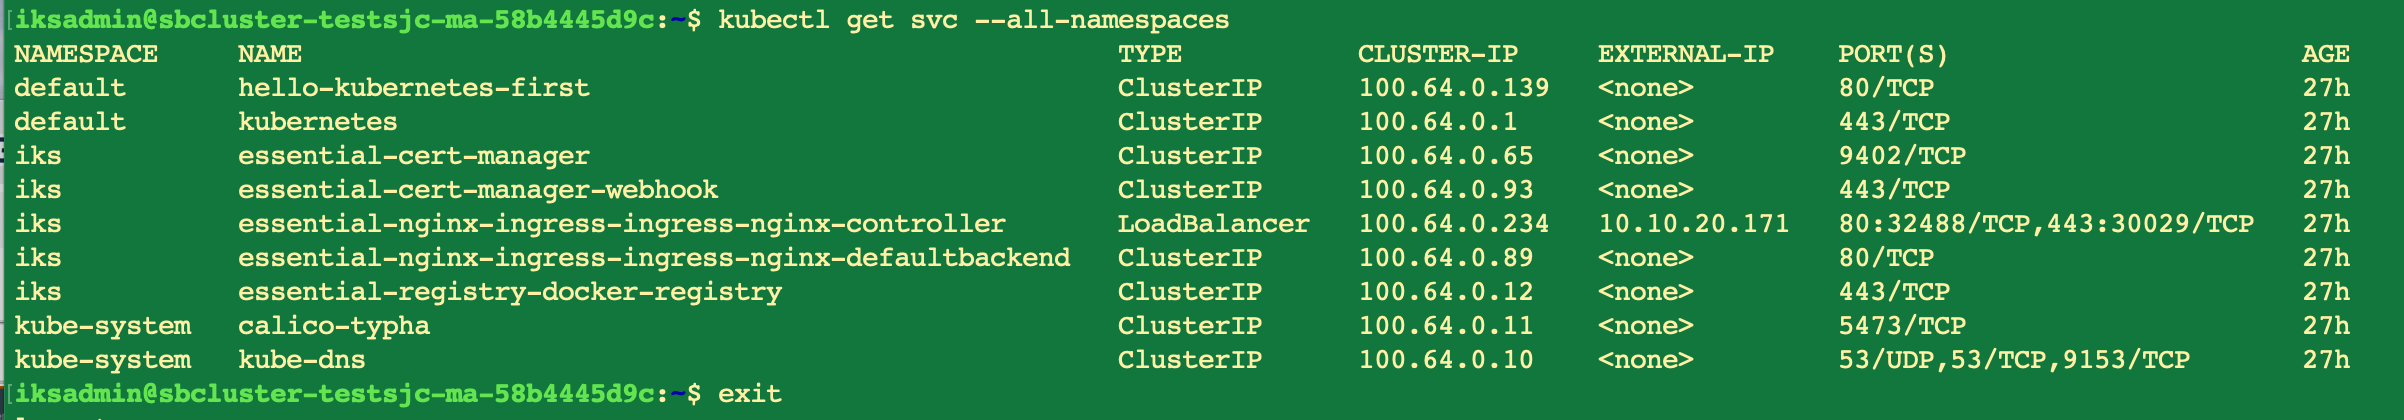 iksadmin@sbcluster-testsjc-ma-58b4445d9c:~$ kubectl get svc --all-namespaces
NAMESPACE NAME TYPE CLUSTER-IP EXTERNAL-IP PORT(S) AGE
default hello-kubernetes-first ClusterIP 100.64.0.139 <none> 80/TCP 27h
default kubernetes ClusterIP 100.64.0.1 <none> 443/TCP 27h
iks essential-cert-manager ClusterIP 100.64.0.65 <none> 9402/TCP 27h
iks essential-cert-manager-webhook ClusterIP 100.64.0.93 <none> 443/TCP 27h
iks essential-nginx-ingress-ingress-nginx-controller LoadBalancer 100.64.0.234 10.10.20.171 80:32488/TCP,443:30029/TCP 27h
iks essential-nginx-ingress-ingress-nginx-defaultbackend ClusterIP 100.64.0.89 <none> 80/TCP 27h
iks essential-registry-docker-registry ClusterIP 100.64.0.12 <none> 443/TCP 27h
kube-system calico-typha ClusterIP 100.64.0.11 <none> 5473/TCP 27h
kube-system kube-dns ClusterIP 100.64.0.10 <none> 53/UDP,53/TCP,9153/TCP 27h
iksadmin@sbcluster-testsjc-ma-58b4445d9c:~$ exit